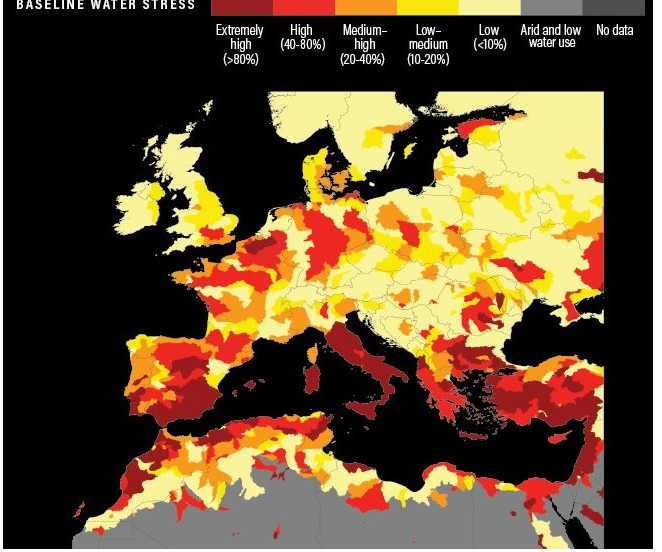 BASELINE WATER STRESS
Extremely high (>80%)
High (40-80%)
Medium–high (20-40%)
Low–medium (10-20%)
Low (<10%)
Arid and low water use
No data